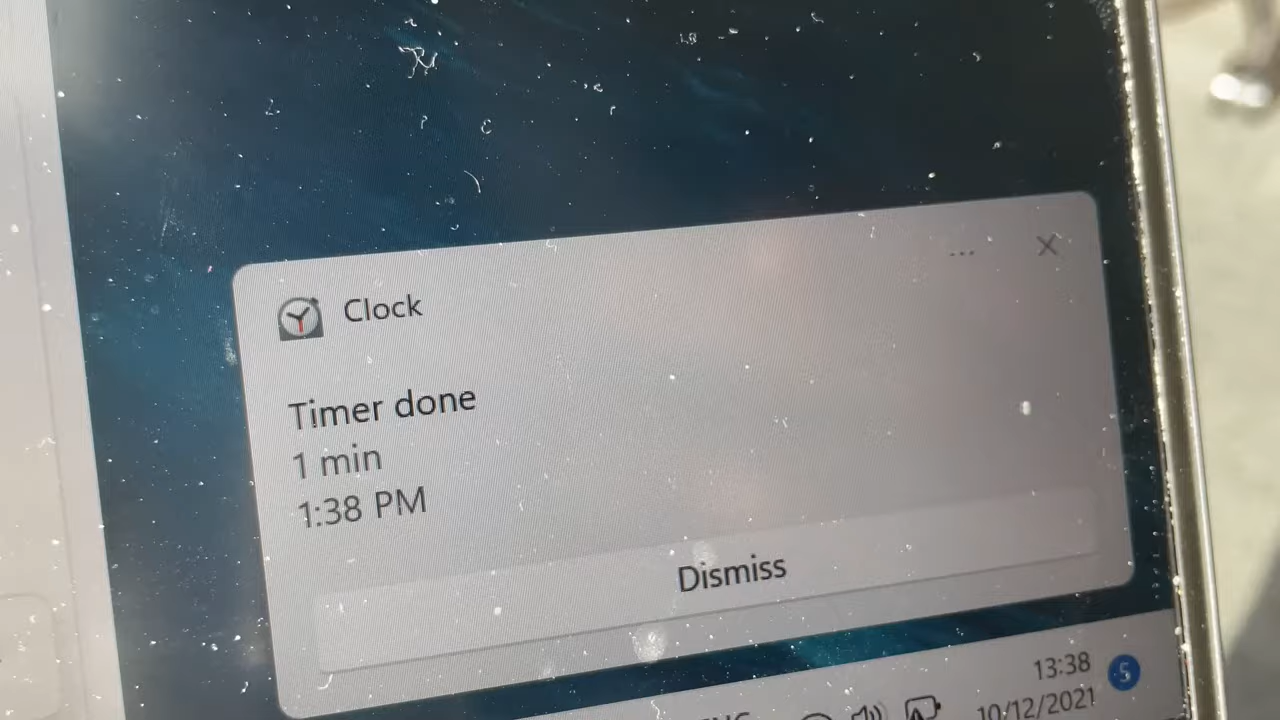 Clock
Timer done
1 min
1:38 PM
Dismiss
13:38
10/12/2021
5